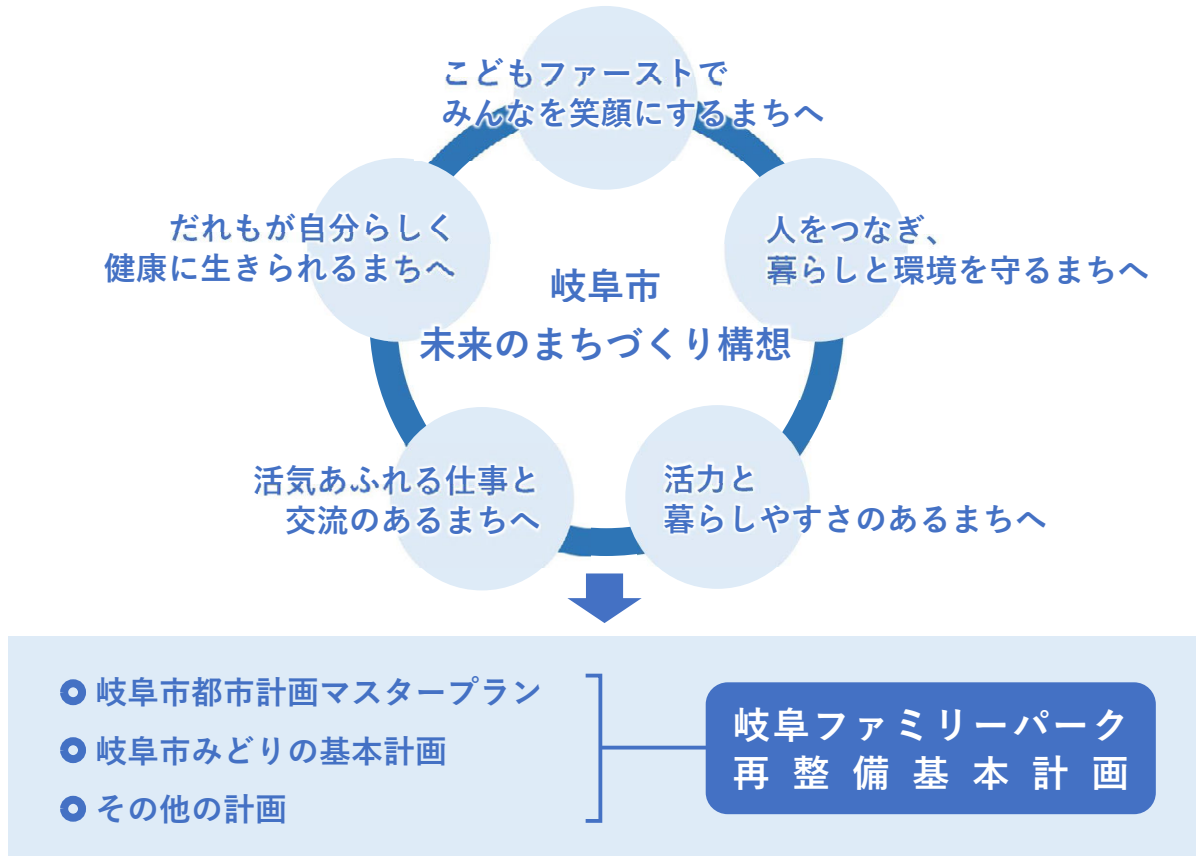 こどもファーストで
みんなを笑顔にするまちへ
だれもが自分らしく
健康に生きられるまちへ
人をつなぎ、
暮らしと環境を守るまちへ
岐阜市
未来のまちづくり構想
活気あふれる仕事と
交流のあるまちへ
活力と
暮らしやすさのあるまちへ
岐阜市都市計画マスタープラン
岐阜市みどりの基本計画
その他の計画
岐阜ファミリーパーク
再整備基本計画